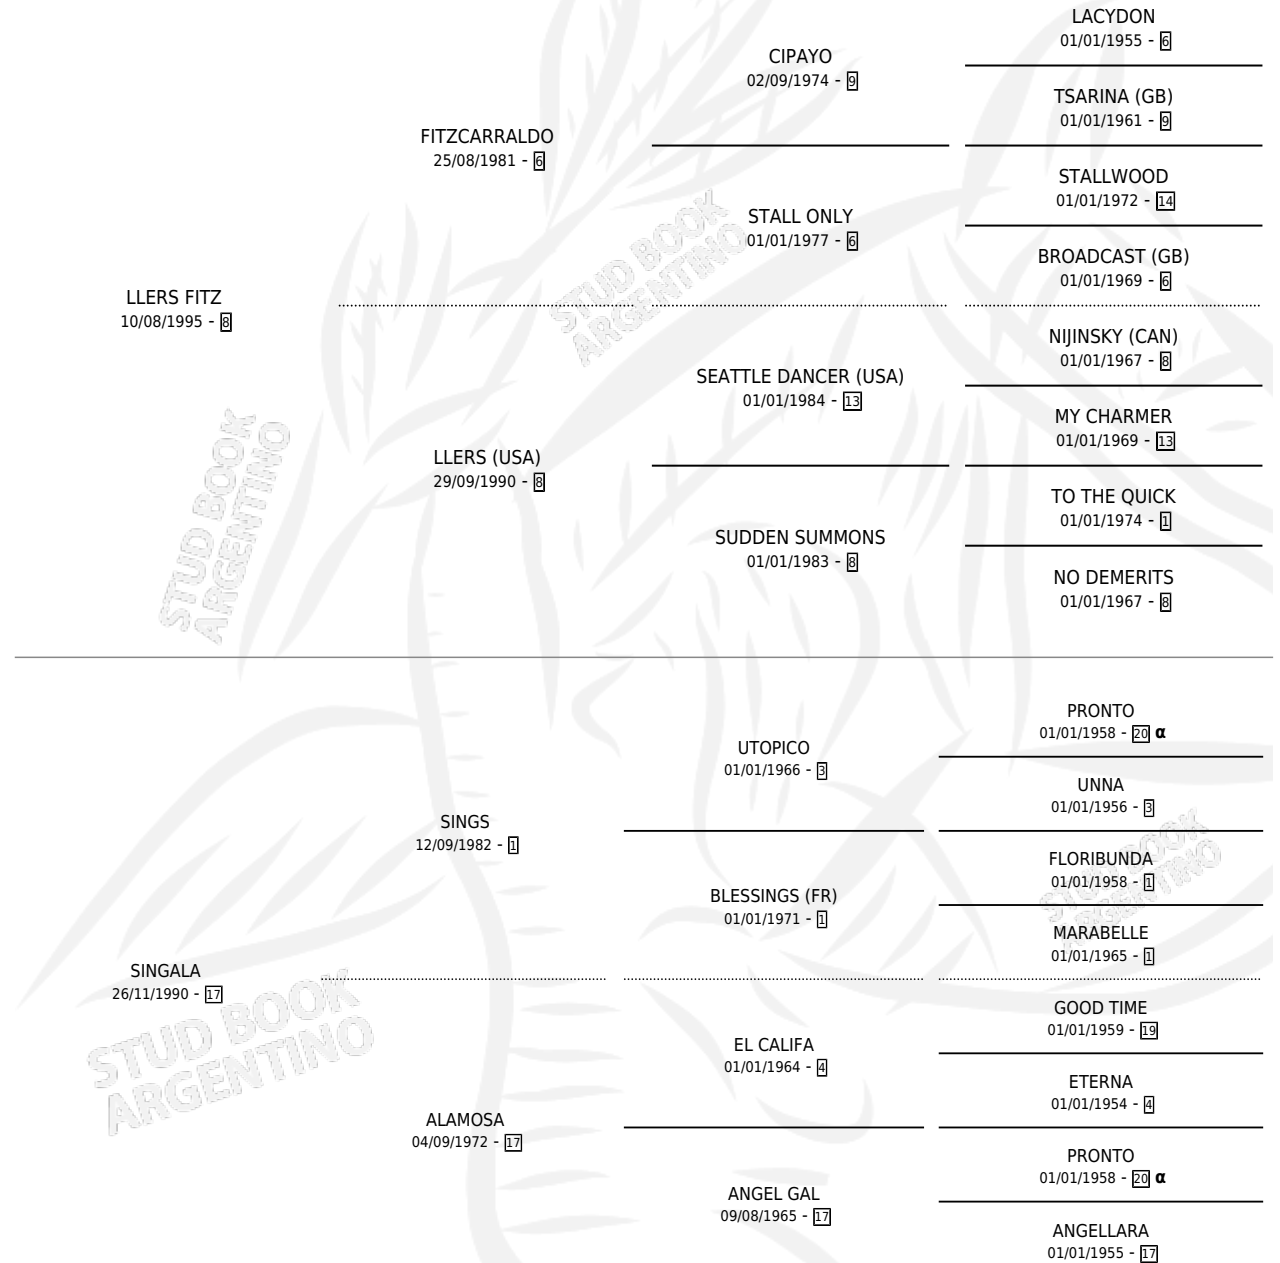 LACYDON
01/01/1955 - 6
CIPAYO
02/09/1974 - 9
TSARINA (GB)
01/01/1961 - 9
FITZCARRALDO
25/08/1981 - 6
STALLWOOD
01/01/1972 - 14
STALL ONLY
01/01/1977 - 6
BROADCAST (GB)
01/01/1969 - 6
LLERS FITZ
10/08/1995 - 8
NIJINSKY (CAN)
01/01/1967 - 8
SEATTLE DANCER (USA)
01/01/1984 - 13
MY CHARMER
01/01/1969 - 13
LLERS (USA)
29/09/1990 - 8
TO THE QUICK
01/01/1974 - 1
SUDDEN SUMMONS
01/01/1983 - 8
NO DEMERITS
01/01/1967 - 8
PRONTO
01/01/1958 - 20 α
UTOPICO
01/01/1966 - 3
UNNA
01/01/1956 - 3
SINGS
12/09/1982 - 1
FLORIBUNDA
01/01/1958 - 1
BLESSINGS (FR)
01/01/1971 - 1
MARABELLE
01/01/1965 - 1
SINGALA
26/11/1990 - 17
GOOD TIME
01/01/1959 - 19
EL CALIFA
01/01/1964 - 4
ETERNA
01/01/1954 - 4
ALAMOSA
04/09/1972 - 17
PRONTO
01/01/1958 - 20 α
ANGEL GAL
09/08/1965 - 17
ANGELLARA
01/01/1955 - 17
STUD BOOK
ARGENTINO
STUD BOOK
ARGENTINO
STUD BOOK
ARGENTINO
STUD BOOK
ARGENTINO